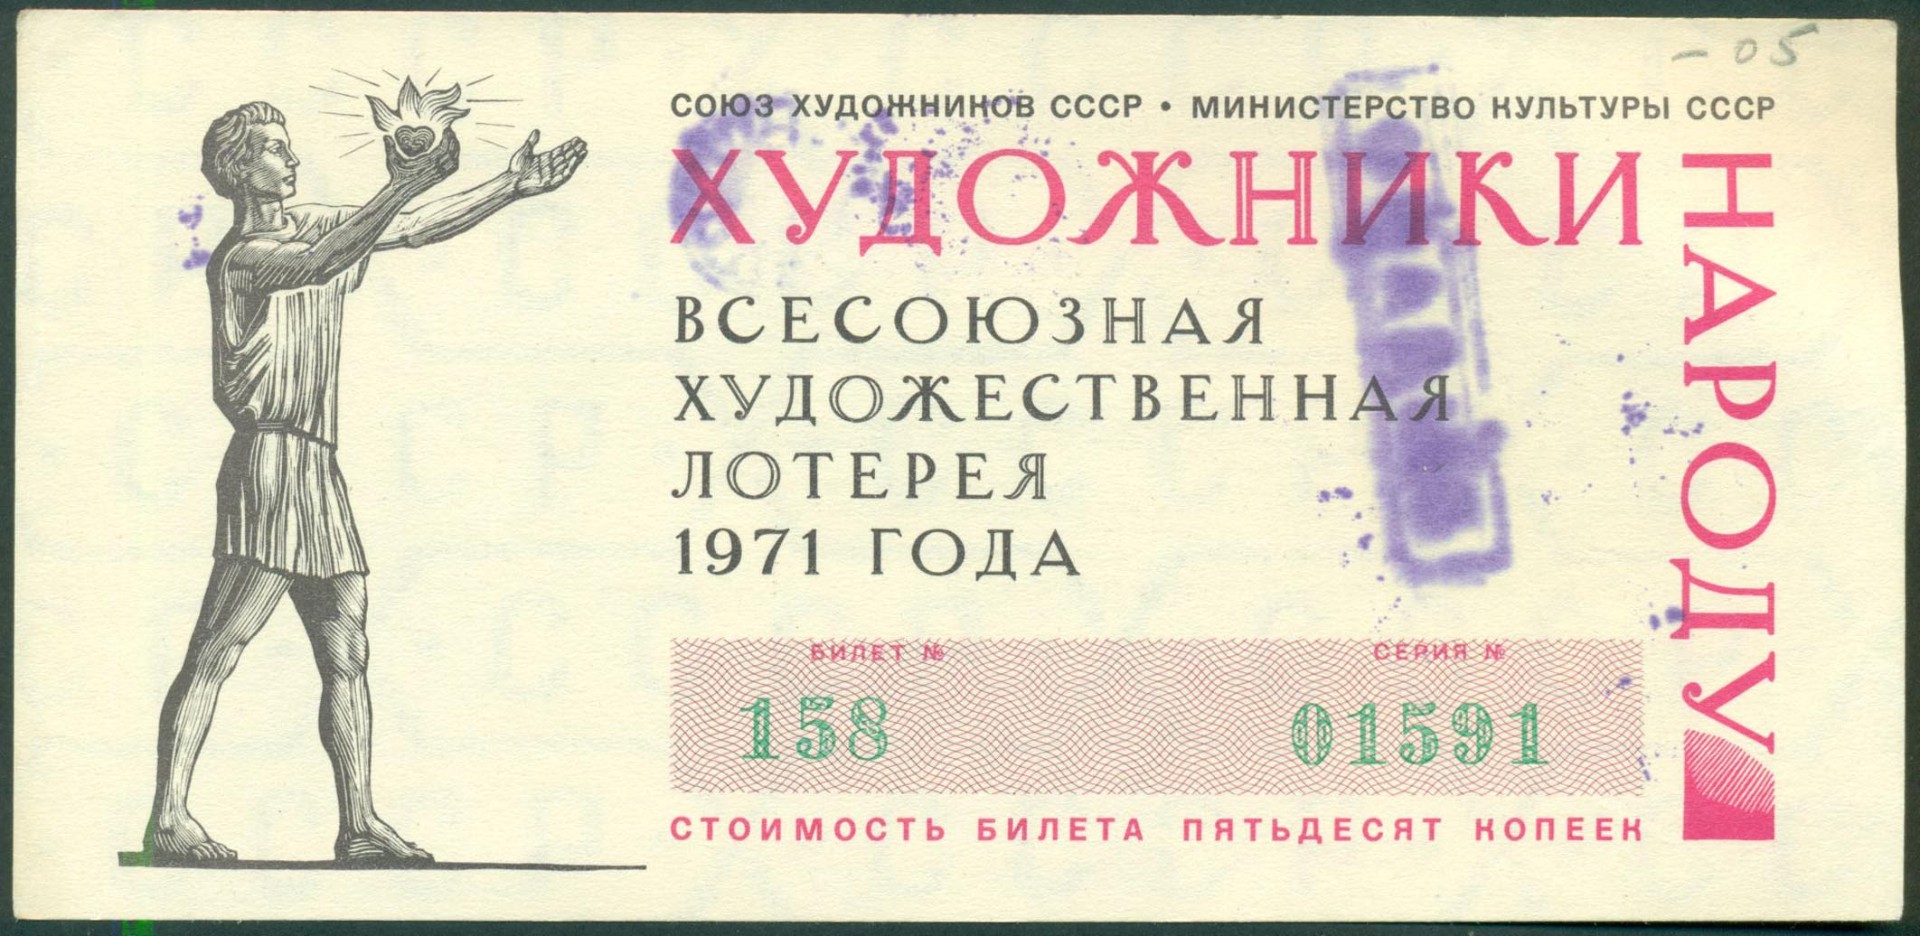 - 05
СОЮЗ ХУДОЖНИКОВ СССР • МИНИСТЕРСТВО КУЛЬТУРЫ СССР
ХУДОЖНИКИ
НАРОДУ
ВСЕСОЮЗНАЯ
ХУДОЖЕСТВЕННАЯ
ЛОТЕРЕЯ
1971 ГОДА
БИЛЕТ № СЕРИЯ №
158 01591
СТОИМОСТЬ БИЛЕТА ПЯТЬДЕСЯТ КОПЕЕК